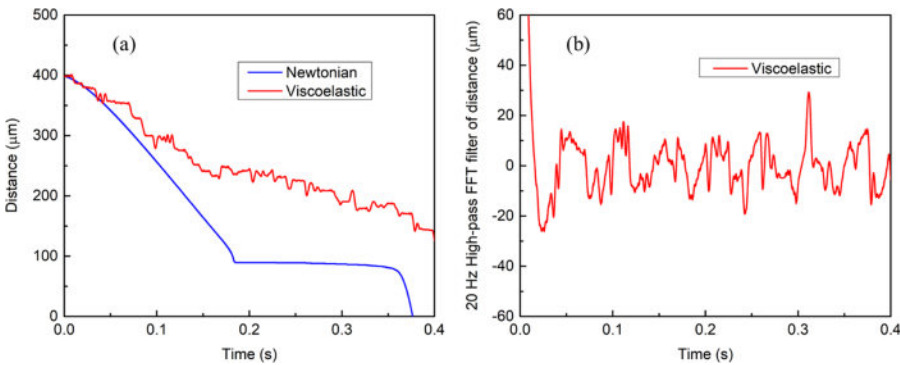 (a)
Newtonian
Viscoelastic
Distance (μm)
500
400
300
200
100
0
0.0 0.1 0.2 0.3 0.4
Time (s)
(b)
Viscoelastic
20 Hz High-pass FFT filter of distance (μm)
60
40
20
0
-20
-40
-60
0.0 0.1 0.2 0.3 0.4
Time (s)